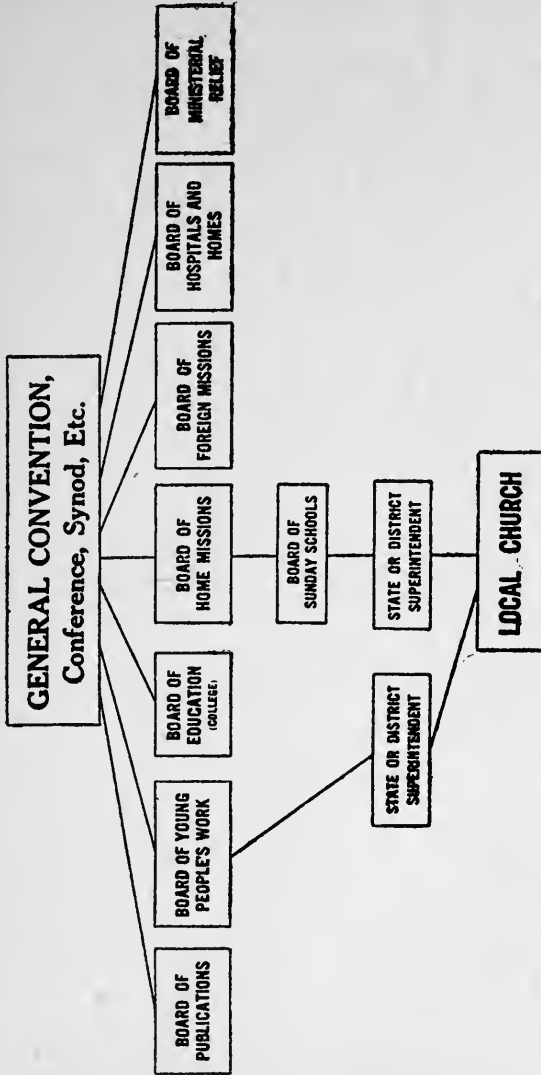 GENERAL CONVENTION,
Conference, Synod, Etc.
BOARD OF
PUBLICATIONS
BOARD OF YOUNG
PEOPLE'S WORK
BOARD OF
EDUCATION
(COLLEGE)
BOARD OF
HOME MISSIONS
BOARD OF
FOREIGN MISSIONS
BOARD OF
HOSPITALS AND
HOMES
BOARD OF
MINISTERIAL
RELIEF
BOARD OF
SUNDAY SCHOOLS
STATE OR DISTRICT
SUPERINTENDENT
STATE OR DISTRICT
SUPERINTENDENT
LOCAL CHURCH